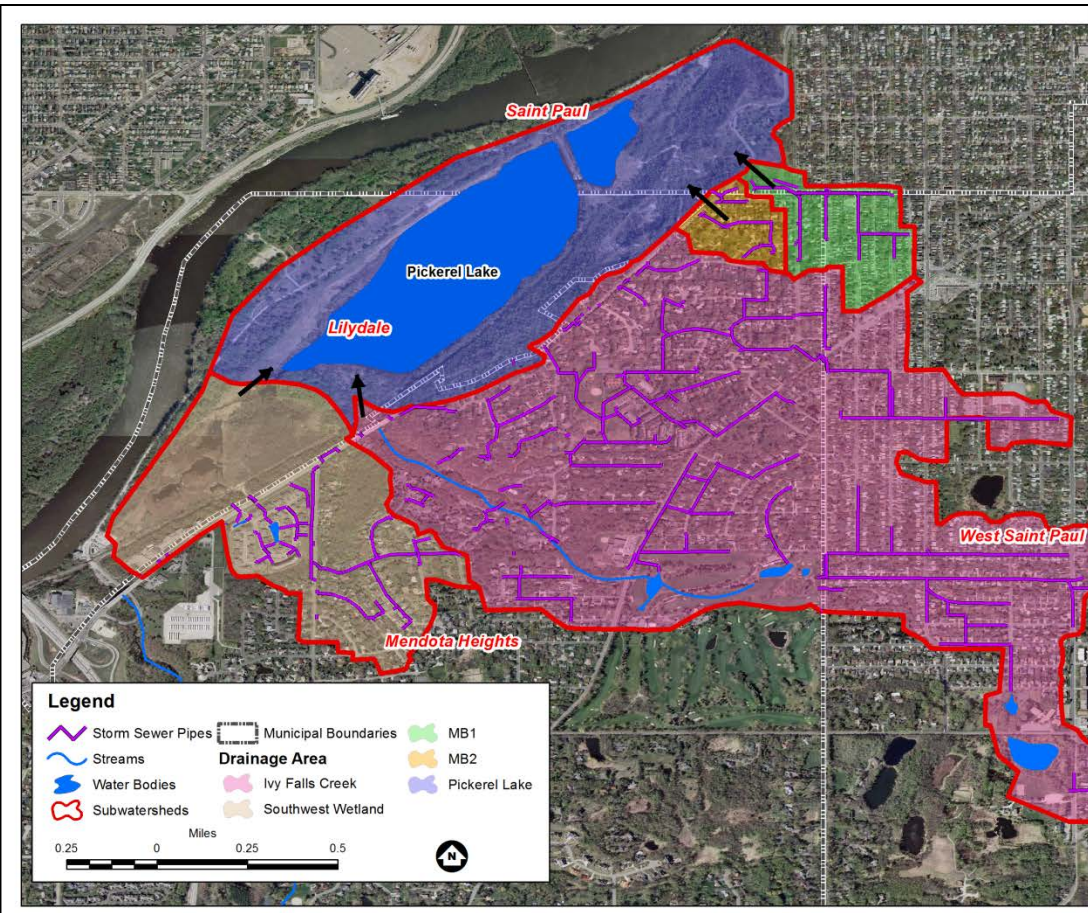 Saint Paul
Pickerel Lake
Lilydale
West Saint Paul
Mendota Heights
Legend
Storm Sewer Pipes
Streams
Water Bodies
Subwatersheds
Municipal Boundaries
Drainage Area
Ivy Falls Creek
Southwest Wetland
MB1
MB2
Pickerel Lake
Miles
0.25 0 0.25 0.5
N